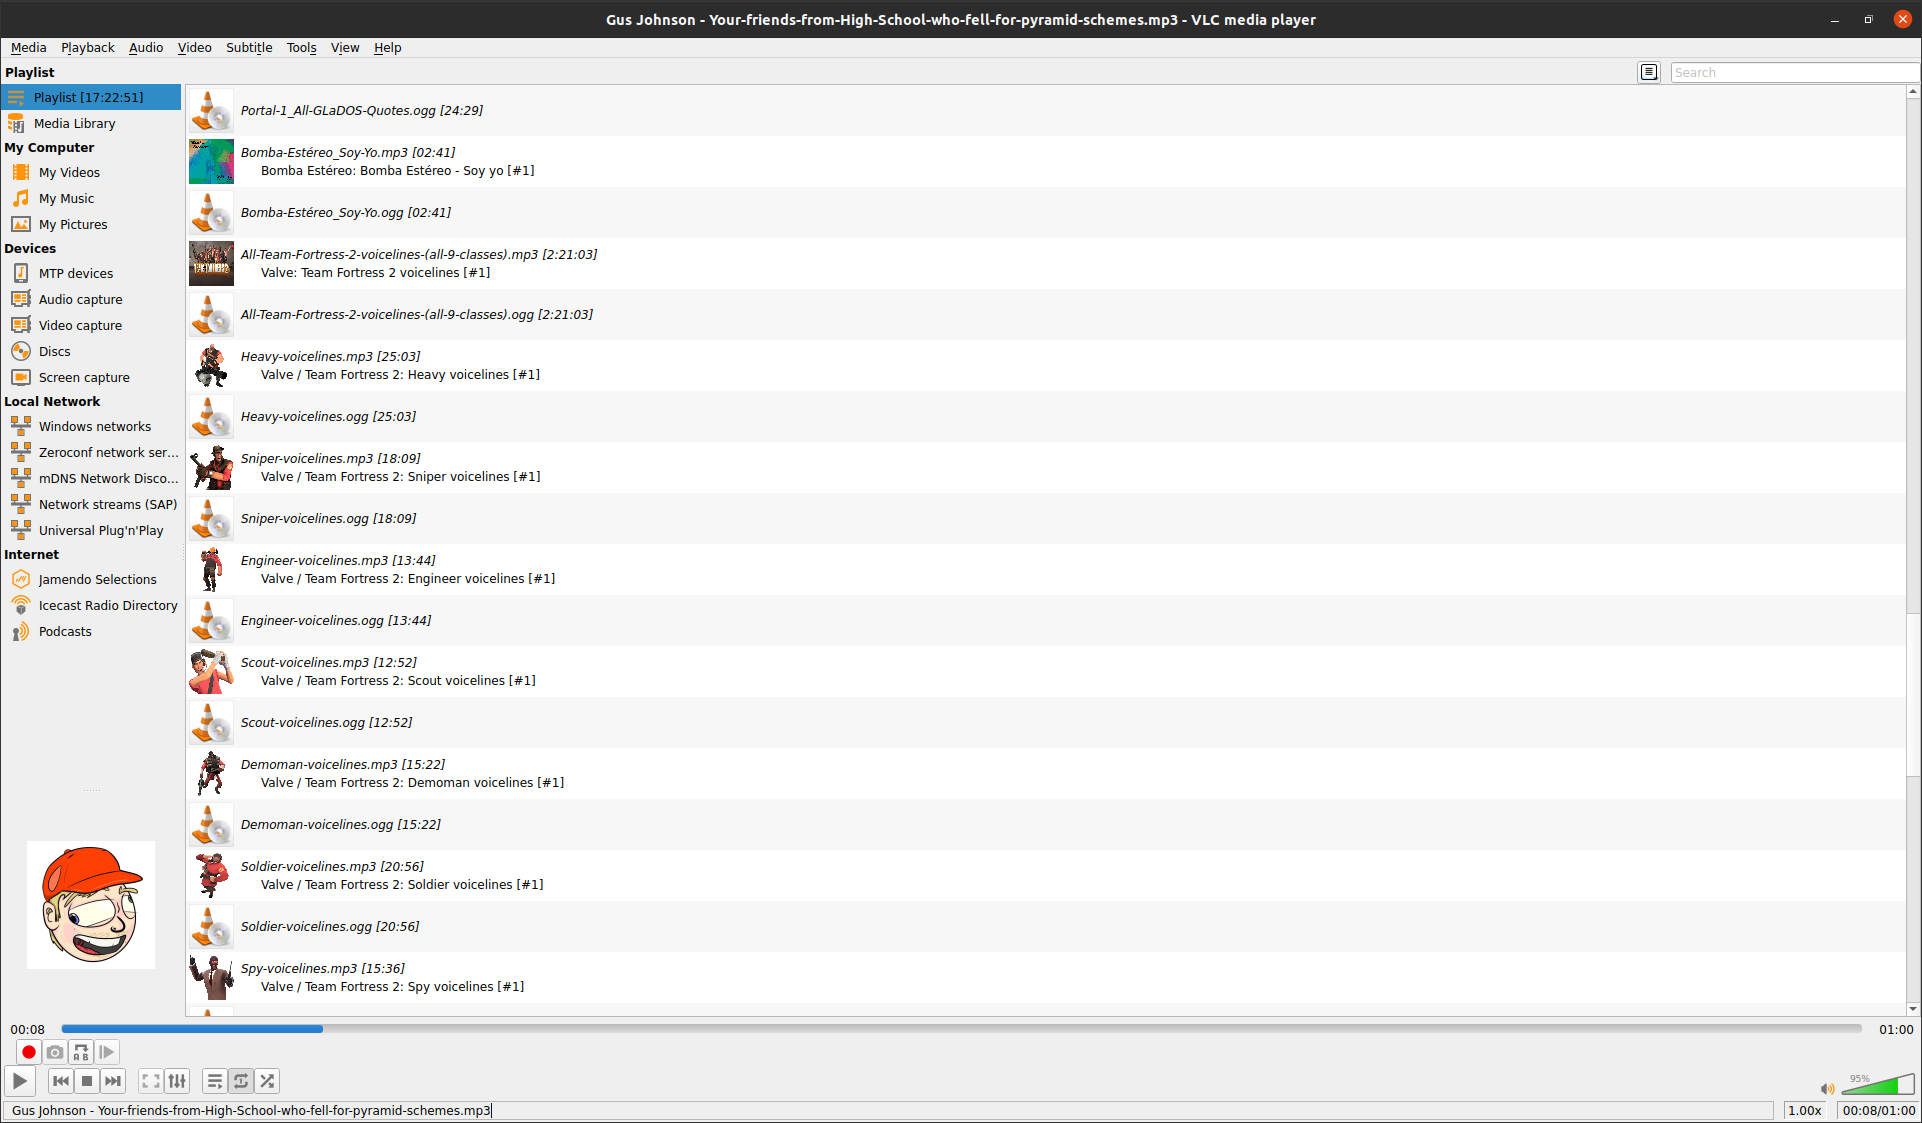 Gus Johnson - Your-friends-from-High-School-who-fell-for-pyramid-schemes.mp3 - VLC media player
Media Playback Audio Video Subtitle Tools View Help
Playlist
Search
Playlist [17:22:51]
Media Library
My Computer
My Videos
My Music
My Pictures
Devices
MTP devices
Audio capture
Video capture
Discs
Screen capture
Local Network
Windows networks
Zeroconf network ser...
mDNS Network Disco...
Network streams (SAP)
Universal Plug'n'Play
Internet
Jamendo Selections
Icecast Radio Directory
Podcasts
Portal-1_All-GLaDOS-Quotes.ogg [24:29]
Bomba-Estéreo_Soy-Yo.mp3 [02:41]
Bomba Estéreo: Bomba Estéreo - Soy yo [#1]
Bomba-Estéreo_Soy-Yo.ogg [02:41]
All-Team-Fortress-2-voicelines-(all-9-classes).mp3 [2:21:03]
Valve: Team Fortress 2 voicelines [#1]
All-Team-Fortress-2-voicelines-(all-9-classes).ogg [2:21:03]
Heavy-voicelines.mp3 [25:03]
Valve / Team Fortress 2: Heavy voicelines [#1]
Heavy-voicelines.ogg [25:03]
Sniper-voicelines.mp3 [18:09]
Valve / Team Fortress 2: Sniper voicelines [#1]
Sniper-voicelines.ogg [18:09]
Engineer-voicelines.mp3 [13:44]
Valve / Team Fortress 2: Engineer voicelines [#1]
Engineer-voicelines.ogg [13:44]
Scout-voicelines.mp3 [12:52]
Valve / Team Fortress 2: Scout voicelines [#1]
Scout-voicelines.ogg [12:52]
Demoman-voicelines.mp3 [15:22]
Valve / Team Fortress 2: Demoman voicelines [#1]
Demoman-voicelines.ogg [15:22]
Soldier-voicelines.mp3 [20:56]
Valve / Team Fortress 2: Soldier voicelines [#1]
Soldier-voicelines.ogg [20:56]
Spy-voicelines.mp3 [15:36]
Valve / Team Fortress 2: Spy voicelines [#1]
00:08
01:00
A B
95%
Gus Johnson - Your-friends-from-High-School-who-fell-for-pyramid-schemes.mp3
1.00x
00:08/01:00